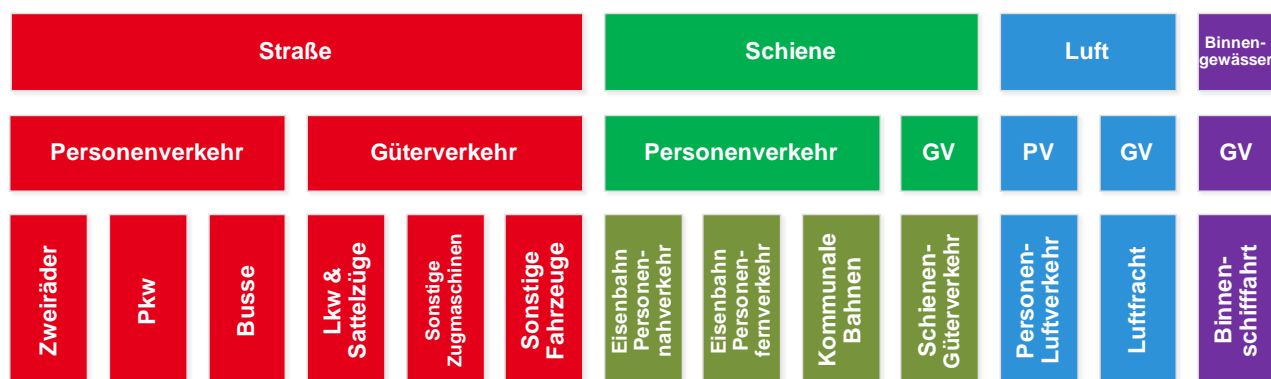 Straße
Schiene
Luft
Binnen-
gewässer
Personenverkehr
Güterverkehr
Personenverkehr
GV
PV
GV
GV
Zweiräder
Pkw
Busse
Lkw &
Sattelzüge
Sonstige
Zugmaschinen
Sonstige
Fahrzeuge
Eisenbahn
Personen-
nahverkehr
Eisenbahn
Personen-
fernverkehr
Kommunale
Bahnen
Schienen-
Güterverkehr
Personen-
Luftverkehr
Luftfracht
Binnen-
schifffahrt